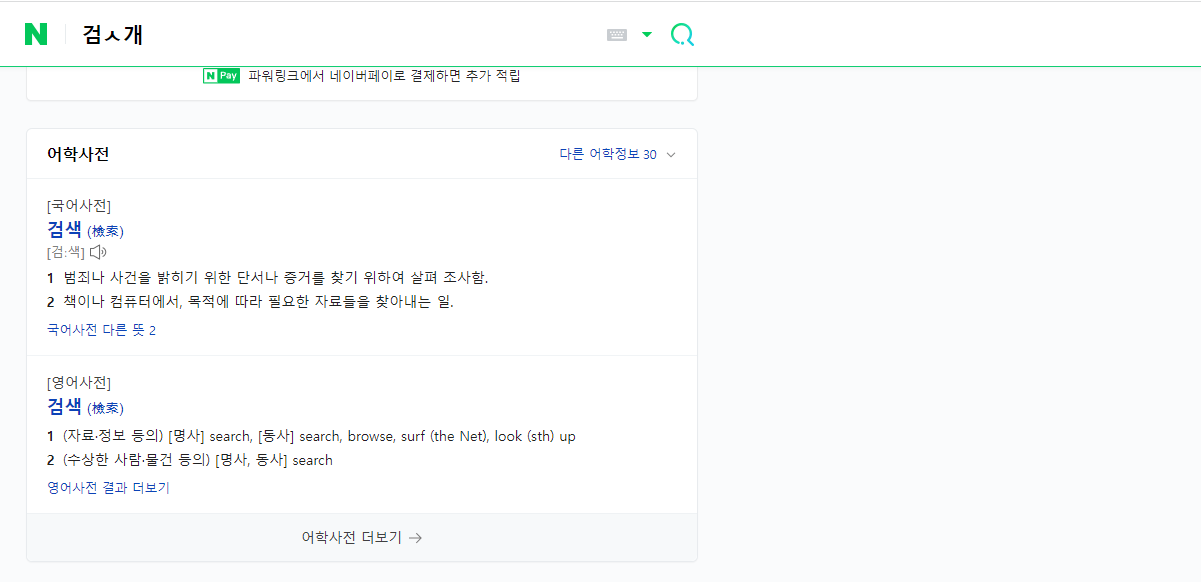 N 검ㅅ개
N Pay 파워링크에서 네이버페이로 결제하면 추가 적립
어학사전 다른 어학정보 30
[국어사전]
검색 (檢索)
[검:색]
1 범죄나 사건을 밝히기 위한 단서나 증거를 찾기 위하여 살펴 조사함.
2 책이나 컴퓨터에서, 목적에 따라 필요한 자료들을 찾아내는 일.
국어사전 다른 뜻 2
[영어사전]
검색 (檢索)
1 (자료·정보 등의) [명사] search, [동사] search, browse, surf (the Net), look (sth) up
2 (수상한 사람·물건 등의) [명사, 동사] search
영어사전 결과 더보기
어학사전 더보기 →